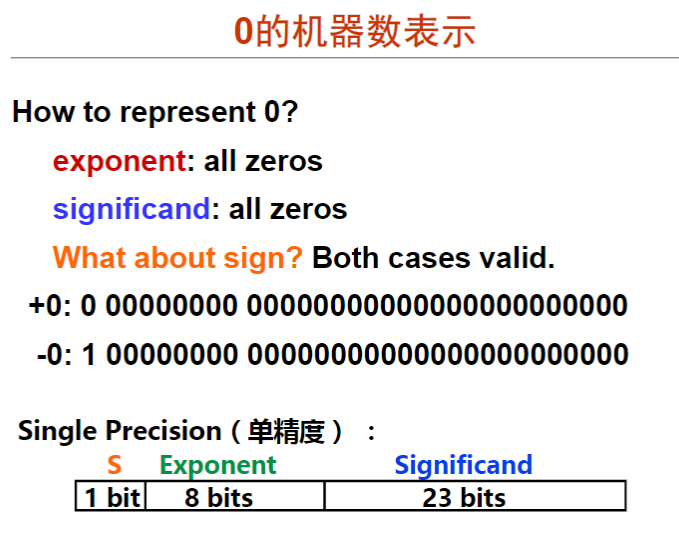 0的机器数表示
How to represent 0?
exponent: all zeros
significand: all zeros
What about sign? Both cases valid.
+0: 0 00000000 00000000000000000000000
-0: 1 00000000 00000000000000000000000
Single Precision（单精度）：
S Exponent Significand
1 bit 8 bits 23 bits